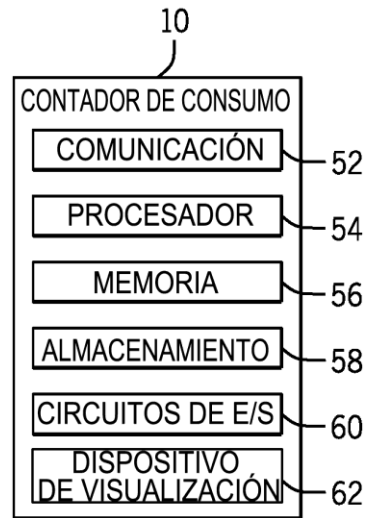 10
CONTADOR DE CONSUMO
COMUNICACIÓN
52
PROCESADOR
54
MEMORIA
56
ALMACENAMIENTO
58
CIRCUITOS DE E/S
60
DISPOSITIVO
DE VISUALIZACIÓN
62